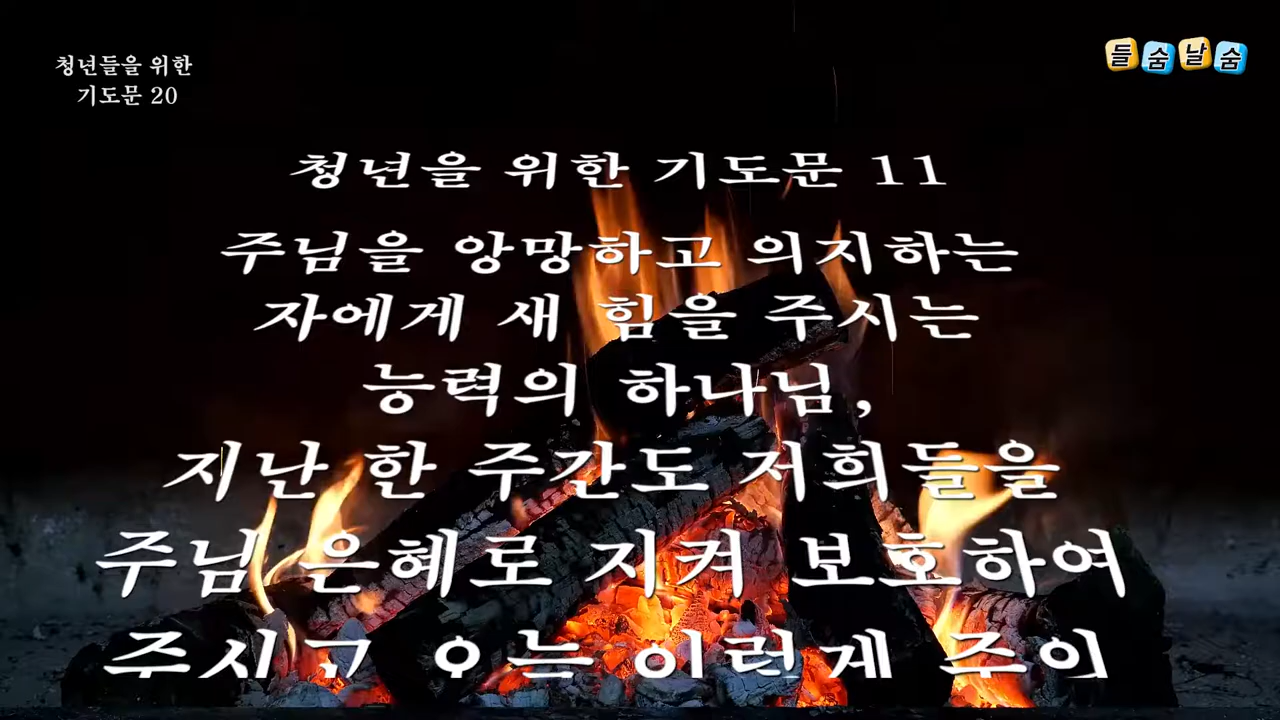 청년들을 위한
기도문 20
들숨날숨
청년을 위한 기도문 11
주님을 앙망하고 의지하는
자에게 새 힘을 주시는
능력의 하나님,
지난 한 주간도 저희들을
주님 은혜로 지켜 보호하여
주시고 오늘 이렇게 주의